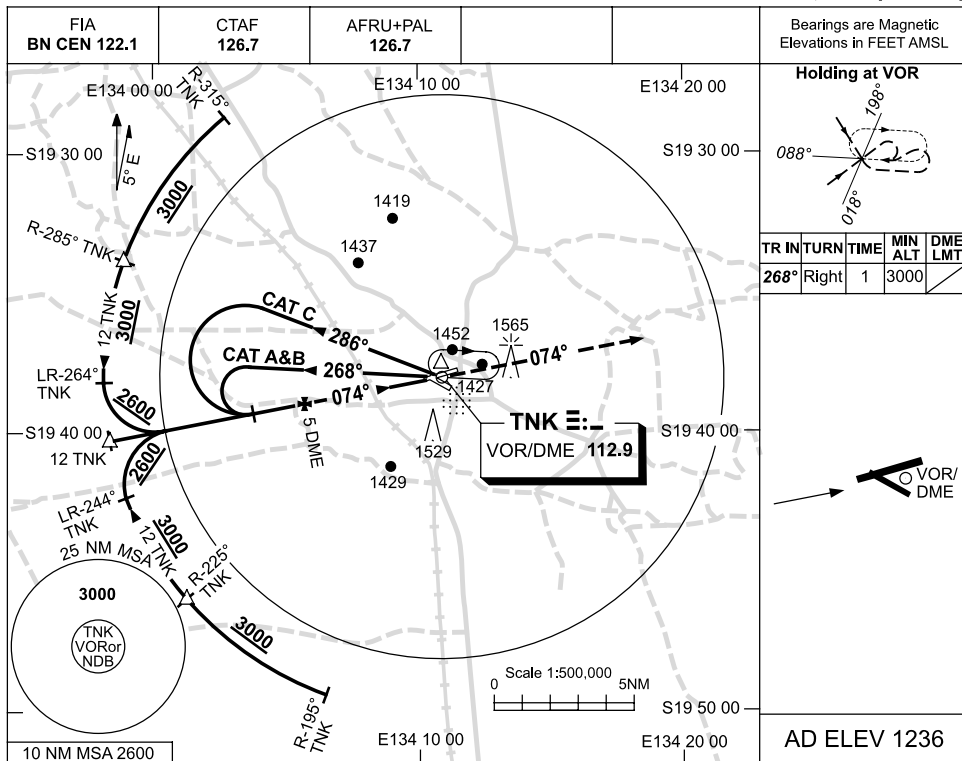 FIA
BN CEN 122.1
CTAF
126.7
AFRU+PAL
126.7
Bearings are Magnetic
Elevations in FEET AMSL
E134 00 00
E134 10 00
E134 20 00
R-315°
TNK
S19 30 00
S19 30 00
5° E
3000
1419
1437
R-285° TNK
12 TNK
3000
CAT C
286°
1452
1565
CAT A&B
268°
074°
074°
1427
LR-264°
TNK
2600
5 DME
TNK
VOR/DME 112.9
S19 40 00
S19 40 00
12 TNK
2600
1529
1429
LR-244°
TNK
3000
12 TNK
R-225°
TNK
3000
25 NM MSA
3000
TNK
VORor
NDB
R-195°
TNK
Scale 1:500,000
0
5NM
S19 50 00
E134 10 00
E134 20 00
10 NM MSA 2600
Holding at VOR
198°
088°
018°
TR IN TURN TIME MIN ALT DME LMT
268° Right 1 3000
VOR/
DME
AD ELEV 1236